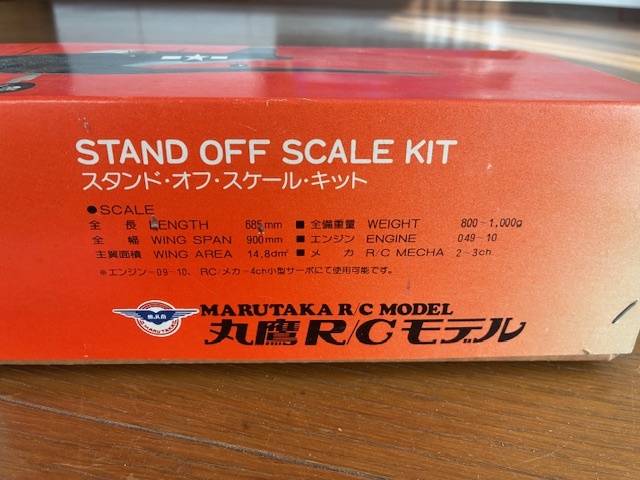 STAND OFF SCALE KIT
スタンド・オフ・スケール・キット
●SCALE
全長 LENGTH 685mm ■全備重量 WEIGHT 800-1,000g
全幅 WING SPAN 900mm ■エンジン ENGINE 049-10
主翼面積 WING AREA 14.8dm² ■メカ R/C MECHA 2-3ch
※エンジン-09-10、RC/メカ-4ch小型サーボにて使用可能です。
M.K.M
MARUTAKA
MARUTAKA R/C MODEL
丸鷹R/Cモデル